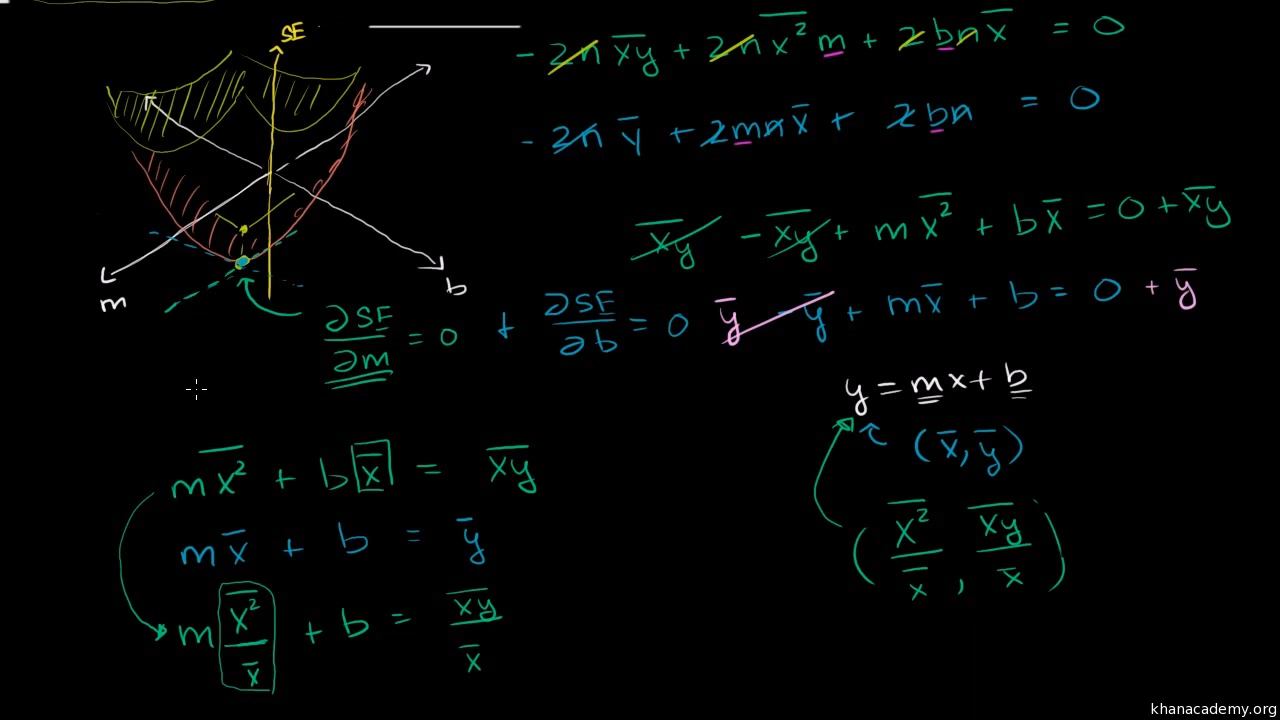 SE
m
b
-2n x̅y̅ + 2n x̅²̅ m + 2bn x̅ = 0
-2n y̅ + 2mn x̅ + 2bn = 0
x̅y̅ - x̅y̅ + m x̅²̅ + b x̅ = 0 + x̅y̅
∂SE/∂m = 0 + ∂SE/∂b = 0
y̅ - y̅ + m x̅ + b = 0 + y̅
y = mx + b
(x̅, y̅)
m x̅²̅ + b x̅ = x̅y̅
m x̅ + b = y̅
m x̅²̅/x̅ + b = x̅y̅/x̅
(x̅²̅/x̅, x̅y̅/x̅)
khanacademy.org